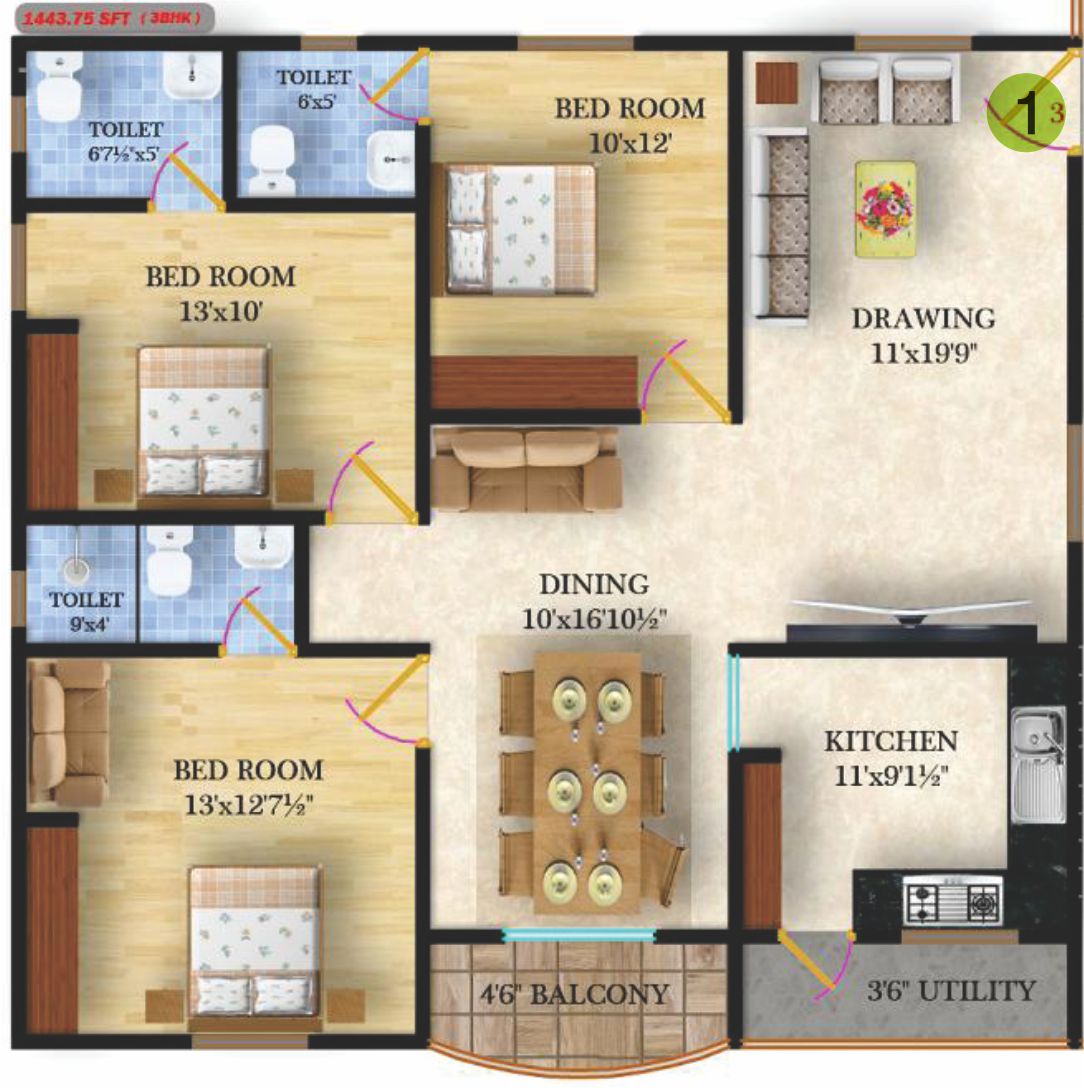 1443.75 SFT ( 3BHK )
TOILET
6'7½"x5'
TOILET
6'x5'
BED ROOM
10'x12'
1
3
BED ROOM
13'x10'
DRAWING
11'x19'9"
TOILET
9'x4'
DINING
10'x16'10½"
BED ROOM
13'x12'7½"
KITCHEN
11'x9'1½"
4'6" BALCONY
3'6" UTILITY